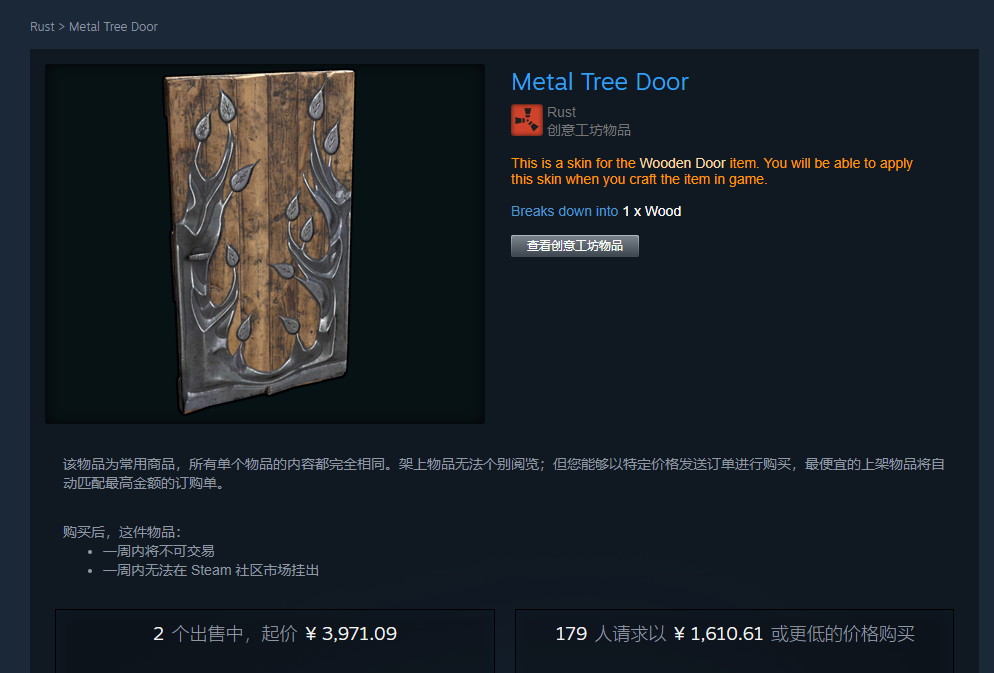 Rust > Metal Tree Door
Metal Tree Door
Rust
创意工坊物品
This is a skin for the Wooden Door item. You will be able to apply
this skin when you craft the item in game.
Breaks down into 1 x Wood
查看创意工坊物品
该物品为常用商品，所有单个物品的内容都完全相同。架上物品无法个别阅览；但您能够以特定价格发送订单进行购买，最便宜的上架物品将自
动匹配最高金额的订购单。
购买后，这件物品：
• 一周内将不可交易
• 一周内无法在 Steam 社区市场挂出
2 个出售中，起价 ¥ 3,971.09
179 人请求以 ¥ 1,610.61 或更低的价格购买